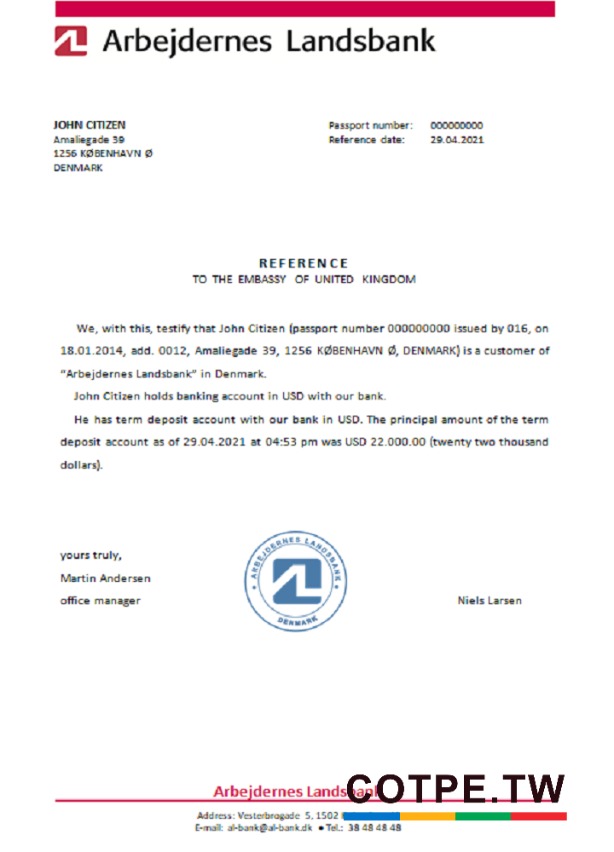 Arbejdernes Landsbank
JOHN CITIZEN
Amaliegade 39
1256 KØBENHAVN Ø
DENMARK
Passport number: 000000000
Reference date: 29.04.2021
REFERENCE
TO THE EMBASSY OF UNITED KINGDOM
We, with this, testify that John Citizen (passport number 000000000 issued by 016, on
18.01.2014, add. 0012, Amaliegade 39, 1256 KØBENHAVN Ø, DENMARK) is a customer of
“Arbejdernes Landsbank” in Denmark.
John Citizen holds banking account in USD with our bank.
He has term deposit account with our bank in USD. The principal amount of the term
deposit account as of 29.04.2021 at 04:53 pm was USD 22.000.00 (twenty two thousand
dollars).
yours truly,
Martin Andersen
office manager
ARBEJDERNES LANDSBANK
DENMARK
Niels Larsen
Arbejdernes Landsbank
COTPE.TW
Address: Vesterbrogade 5, 1502
E-mail: al-bank@al-bank.dk ● Tel.: 38 48 48 48